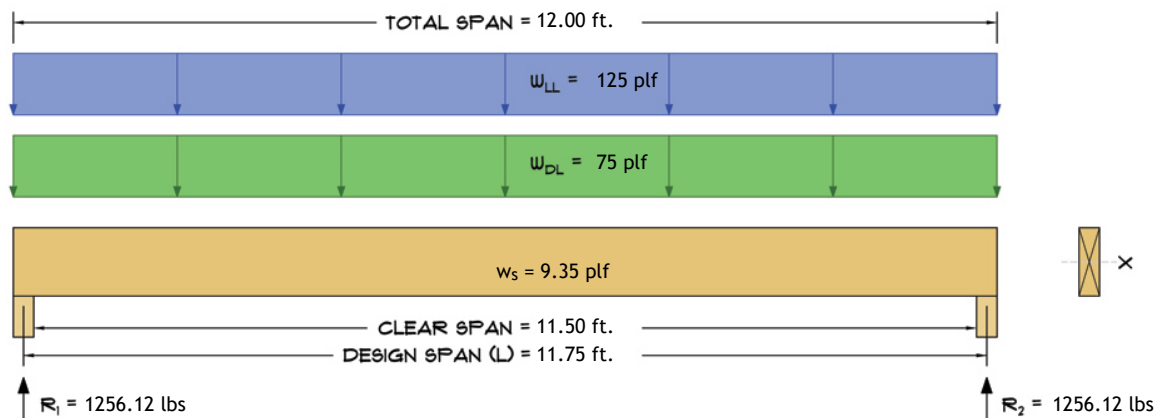 TOTAL SPAN = 12.00 ft.
WLL = 125 plf
WDL = 75 plf
ws = 9.35 plf
X
CLEAR SPAN = 11.50 ft.
DESIGN SPAN (L) = 11.75 ft.
R1 = 1256.12 lbs
R2 = 1256.12 lbs